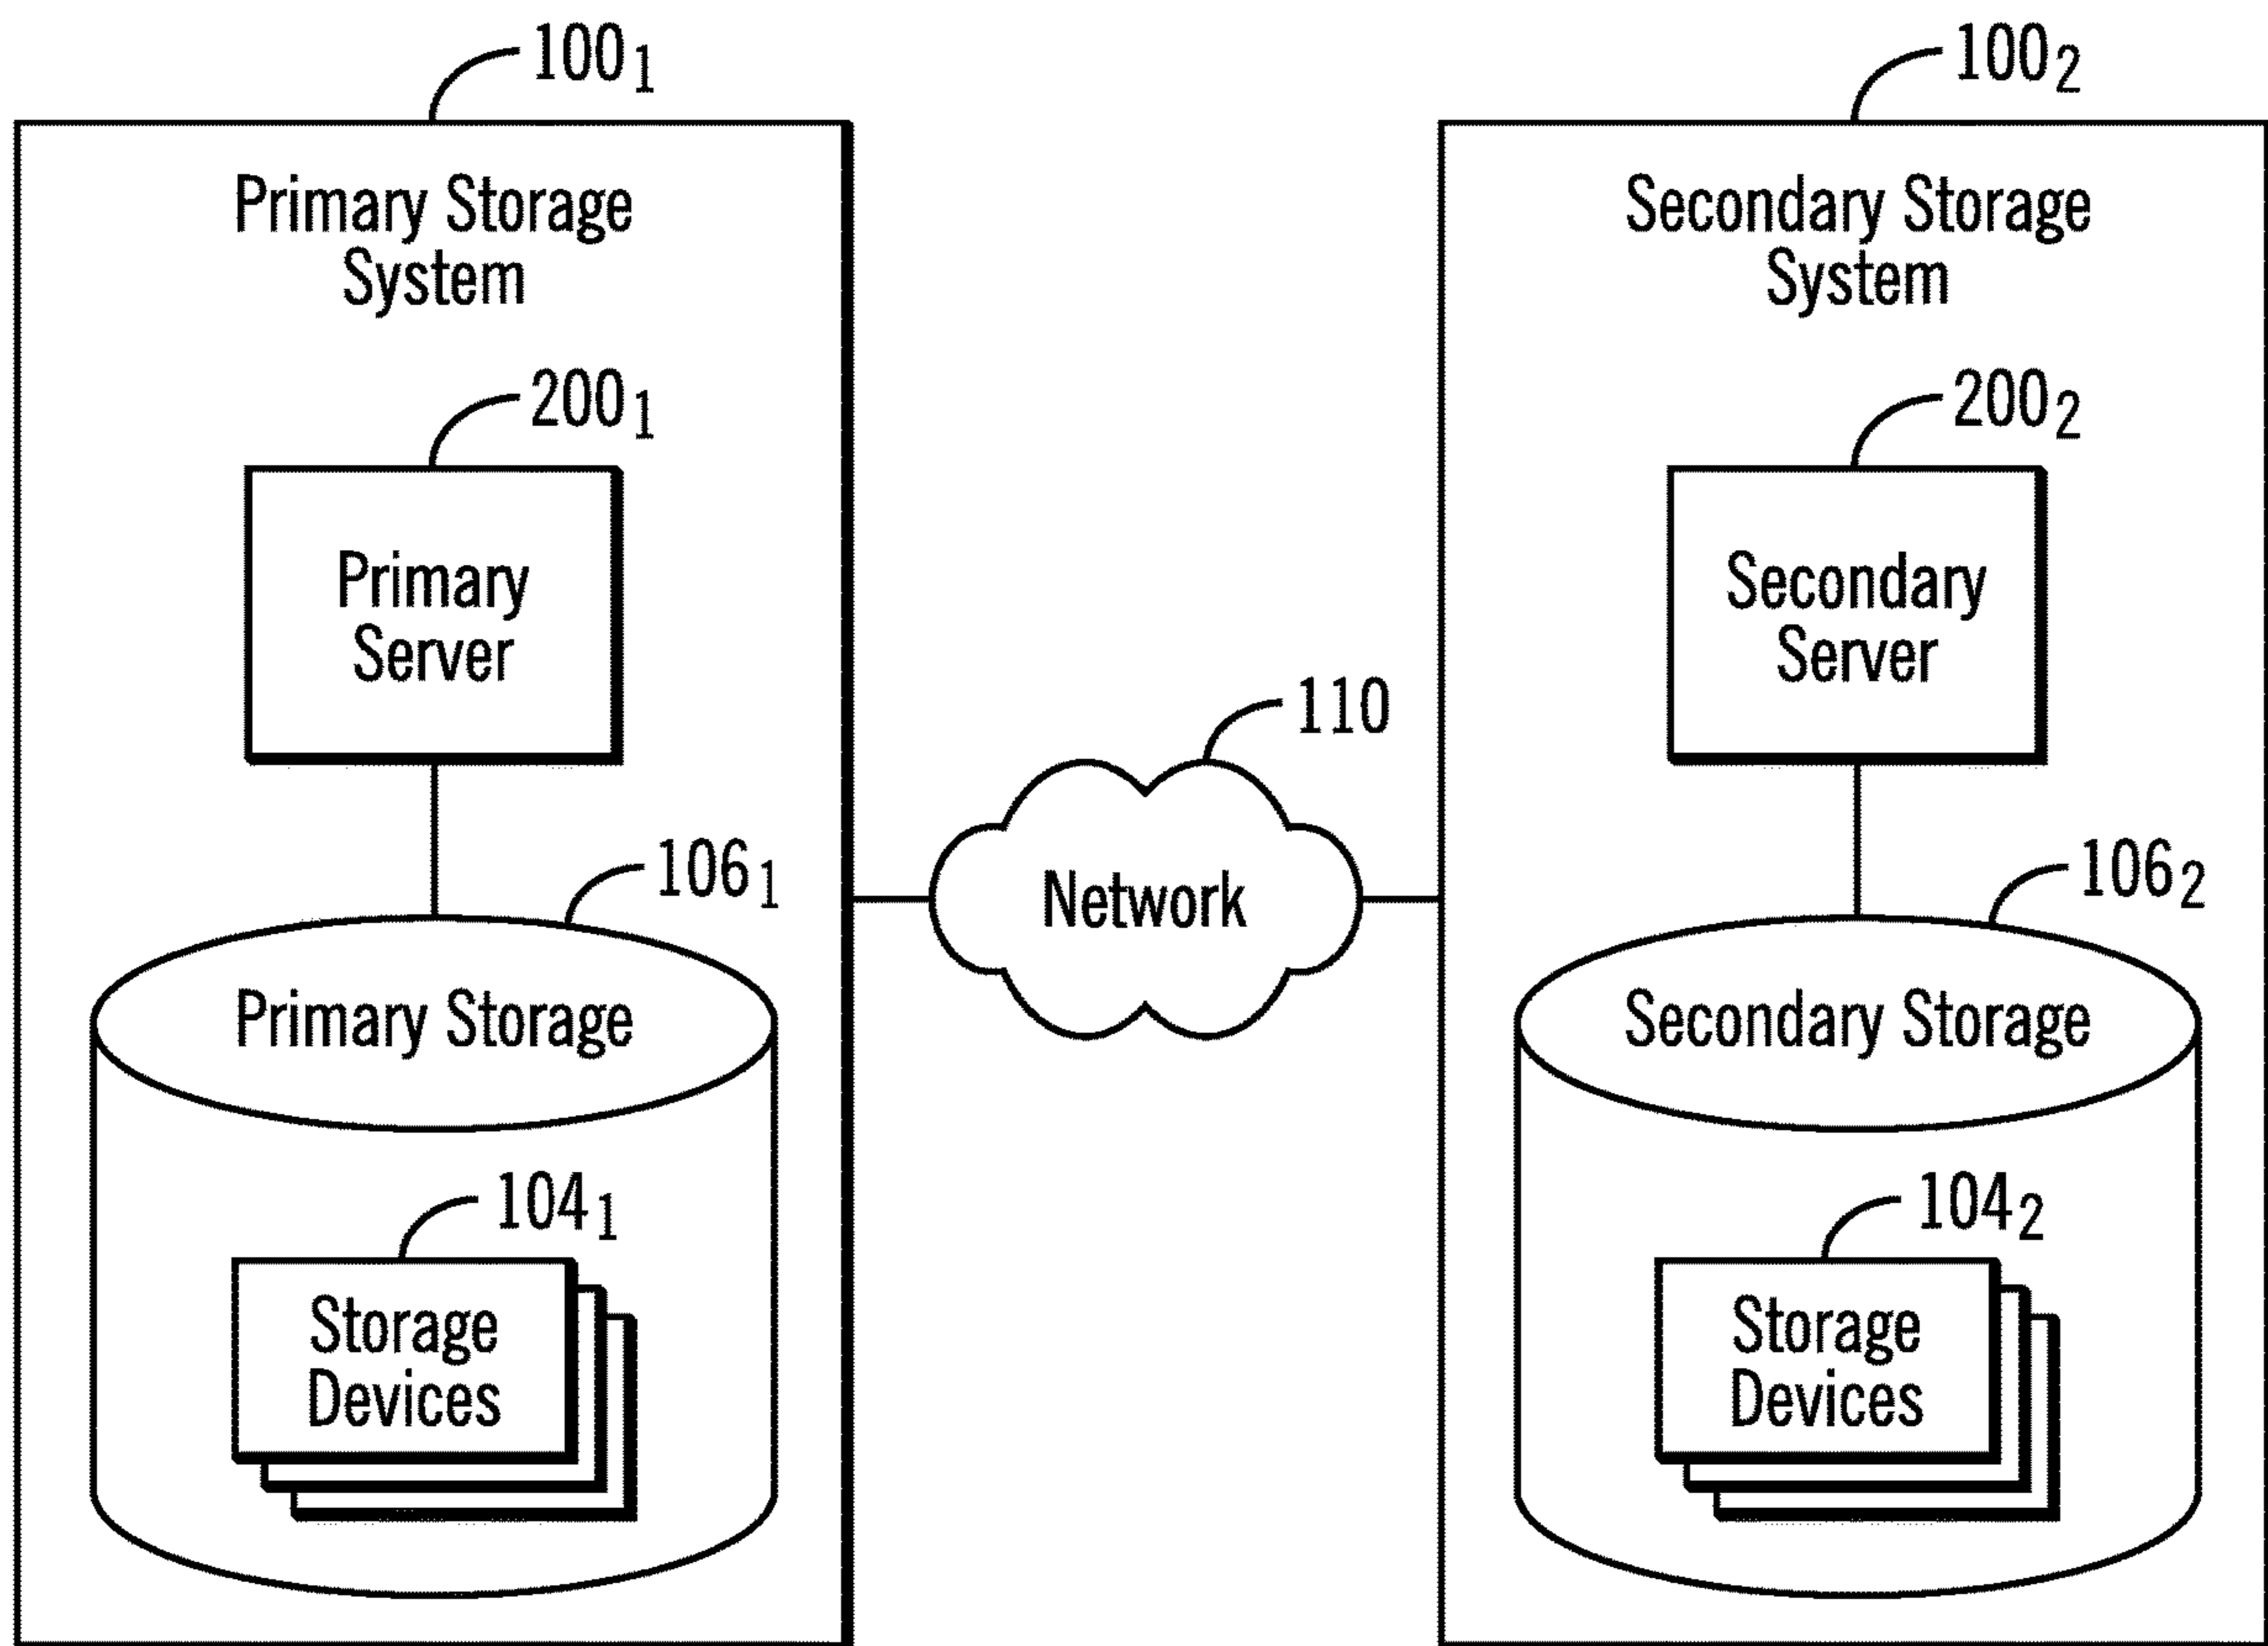 100₁
Primary Storage
System
200₁
Primary
Server
106₁
Primary Storage
104₁
Storage
Devices
110
Network
100₂
Secondary Storage
System
200₂
Secondary
Server
106₂
Secondary Storage
104₂
Storage
Devices